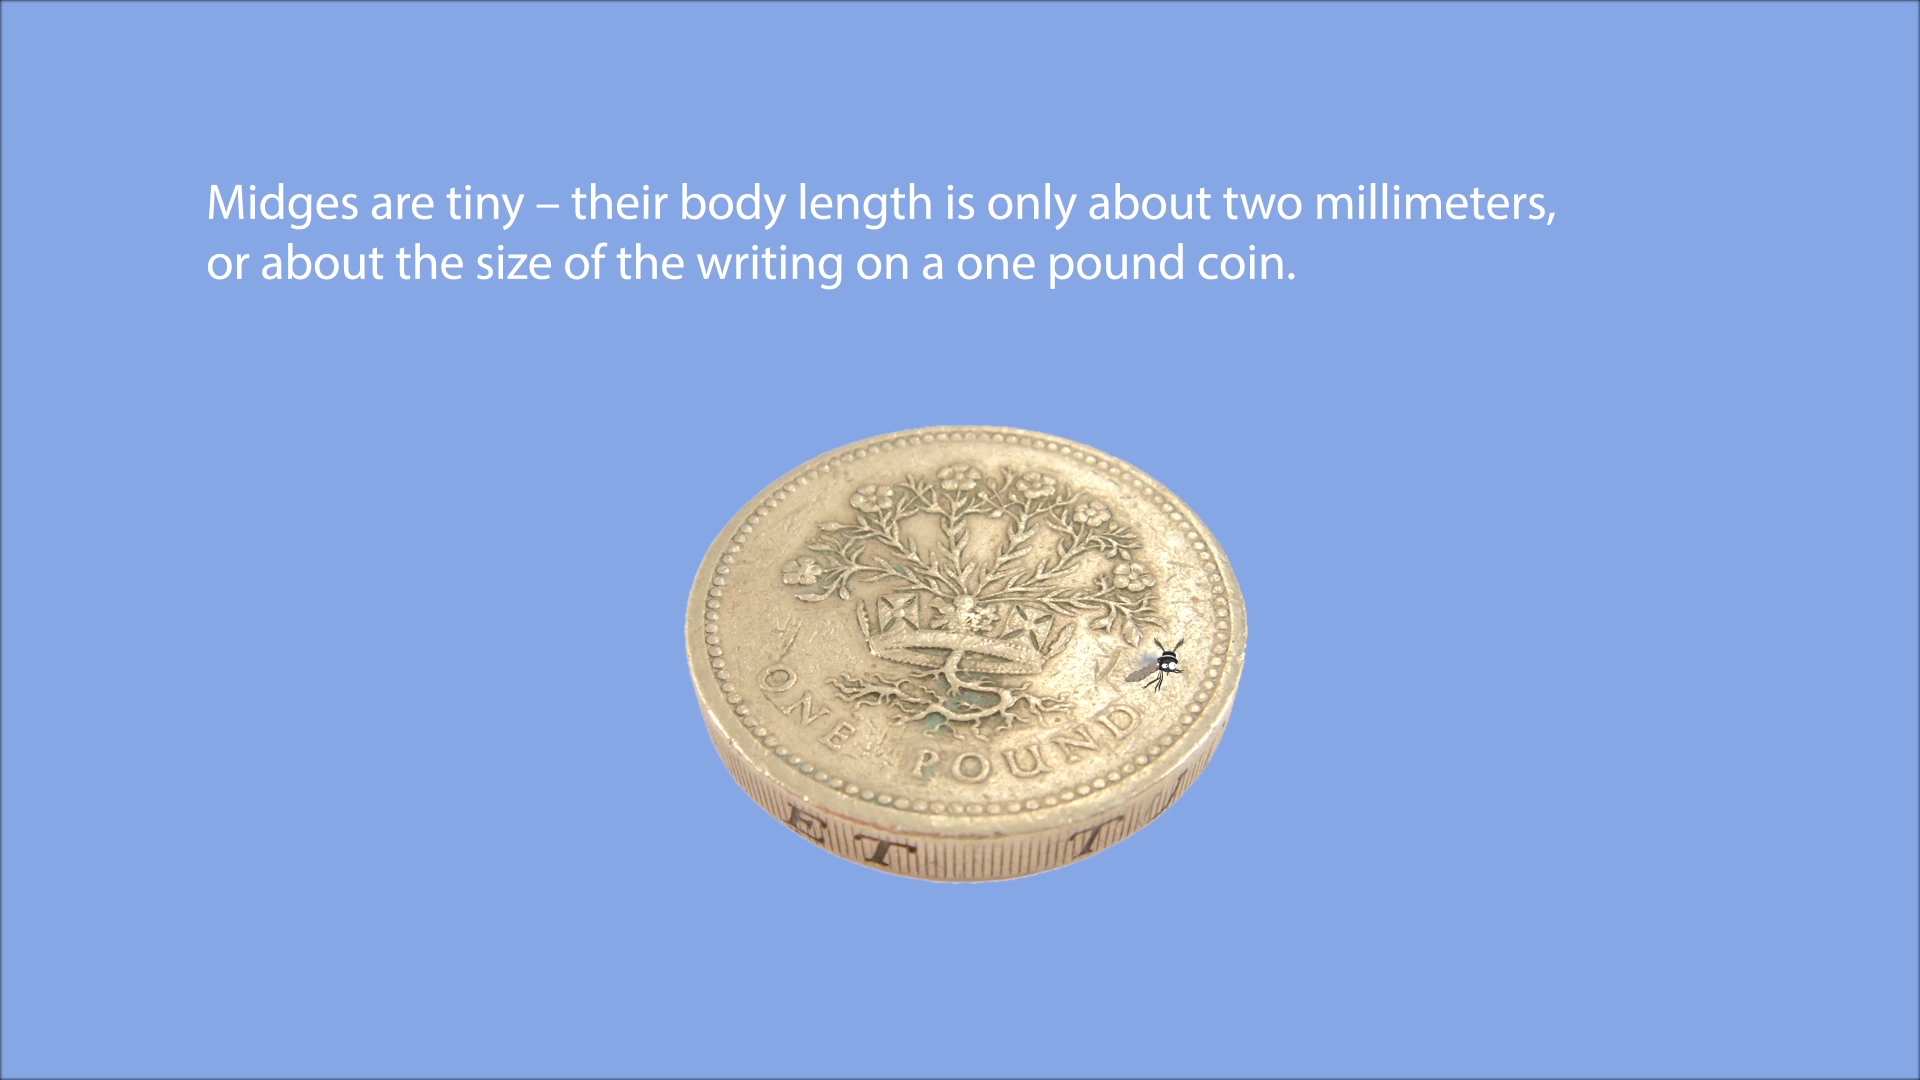 Midges are tiny – their body length is only about two millimeters,
or about the size of the writing on a one pound coin.
ONE POUND
ET T